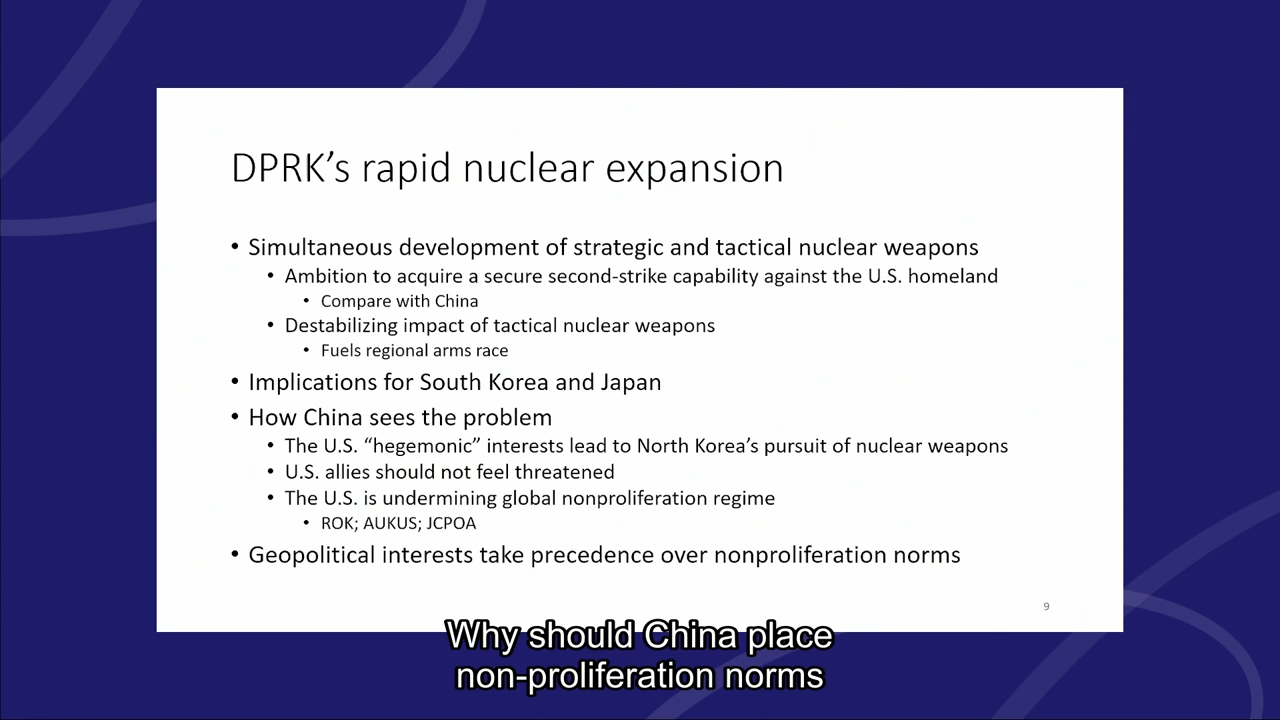 DPRK’s rapid nuclear expansion
• Simultaneous development of strategic and tactical nuclear weapons
• Ambition to acquire a secure second-strike capability against the U.S. homeland
• Compare with China
• Destabilizing impact of tactical nuclear weapons
• Fuels regional arms race
• Implications for South Korea and Japan
• How China sees the problem
• The U.S. “hegemonic” interests lead to North Korea’s pursuit of nuclear weapons
• U.S. allies should not feel threatened
• The U.S. is undermining global nonproliferation regime
• ROK; AUKUS; JCPOA
• Geopolitical interests take precedence over nonproliferation norms
9
Why should China place
non-proliferation norms